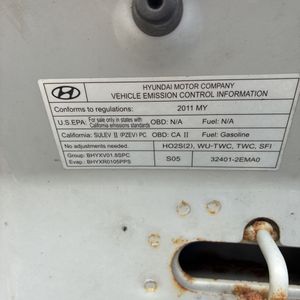 HYUNDAI MOTOR COMPANY
VEHICLE EMISSION CONTROL INFORMATION
Conforms to regulations: 2011 MY
U.S.EPA: For sale only in states with California emissions standards OBD: N/A Fuel: N/A
California: SULEV II (PZEV) PC OBD: CA II Fuel: Gasoline
No adjustments needed. HO2S(2), WU-TWC, TWC, SFI
Group: BHYXV01.8SPC S05 32401-2EMA0
Evap: BHYXR0105PPS